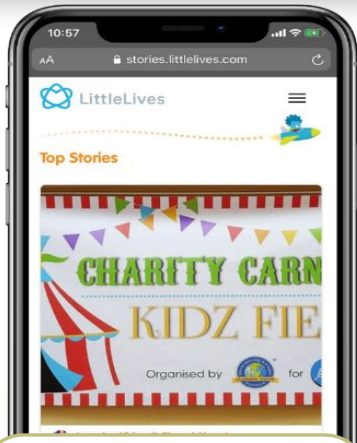 10:57
AA stories.littlelives.com
LittleLives
Top Stories
CHARITY CARN
KIDZ FIE
Organised by for